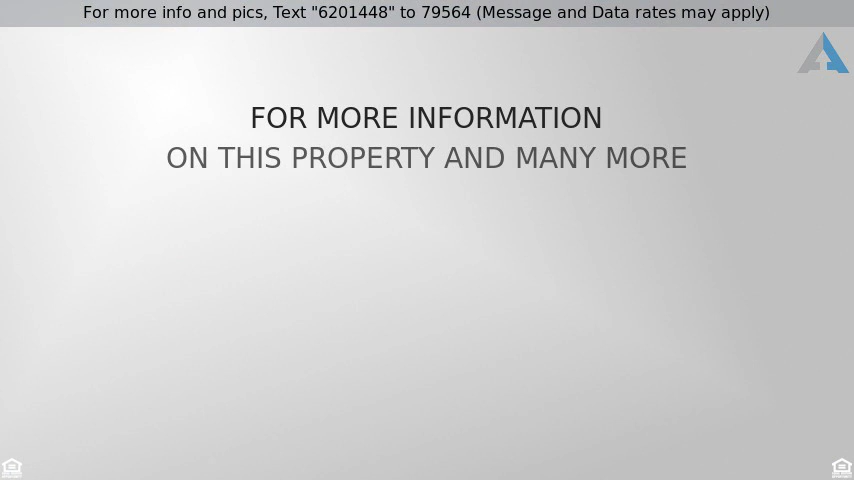 For more info and pics, Text "6201448" to 79564 (Message and Data rates may apply)
FOR MORE INFORMATION
ON THIS PROPERTY AND MANY MORE